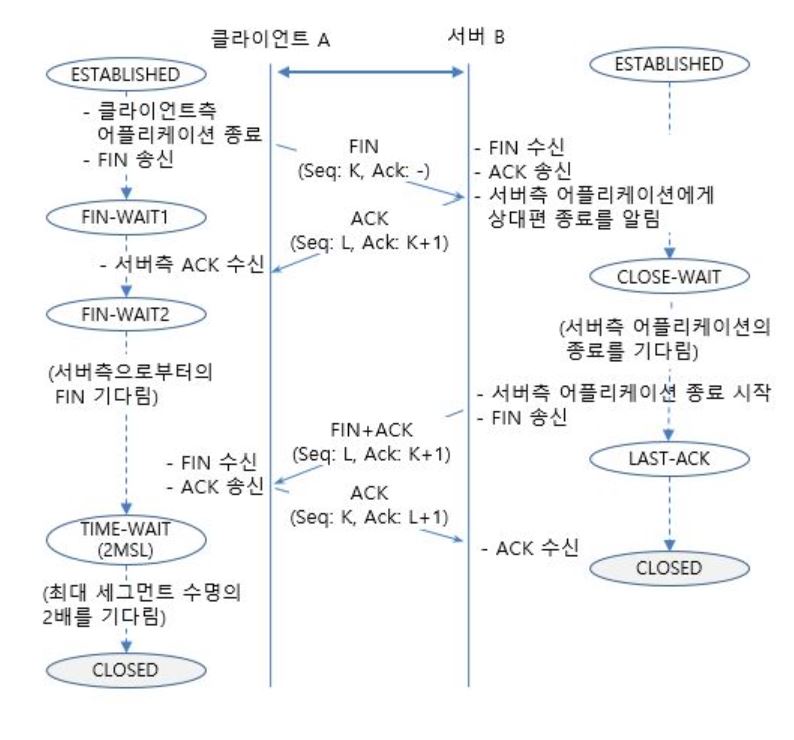 클라이언트 A
서버 B
ESTABLISHED
ESTABLISHED
- 클라이언트측
어플리케이션 종료
- FIN 송신
FIN
(Seq: K, Ack: -)
- FIN 수신
- ACK 송신
- 서버측 어플리케이션에게
상대편 종료를 알림
FIN-WAIT1
ACK
(Seq: L, Ack: K+1)
- 서버측 ACK 수신
CLOSE-WAIT
FIN-WAIT2
(서버측 어플리케이션의
종료를 기다림)
(서버측으로부터의
FIN 기다림)
- 서버측 어플리케이션 종료 시작
- FIN 송신
FIN+ACK
(Seq: L, Ack: K+1)
LAST-ACK
- FIN 수신
- ACK 송신
ACK
(Seq: K, Ack: L+1)
TIME-WAIT
(2MSL)
- ACK 수신
CLOSED
(최대 세그먼트 수명의
2배를 기다림)
CLOSED